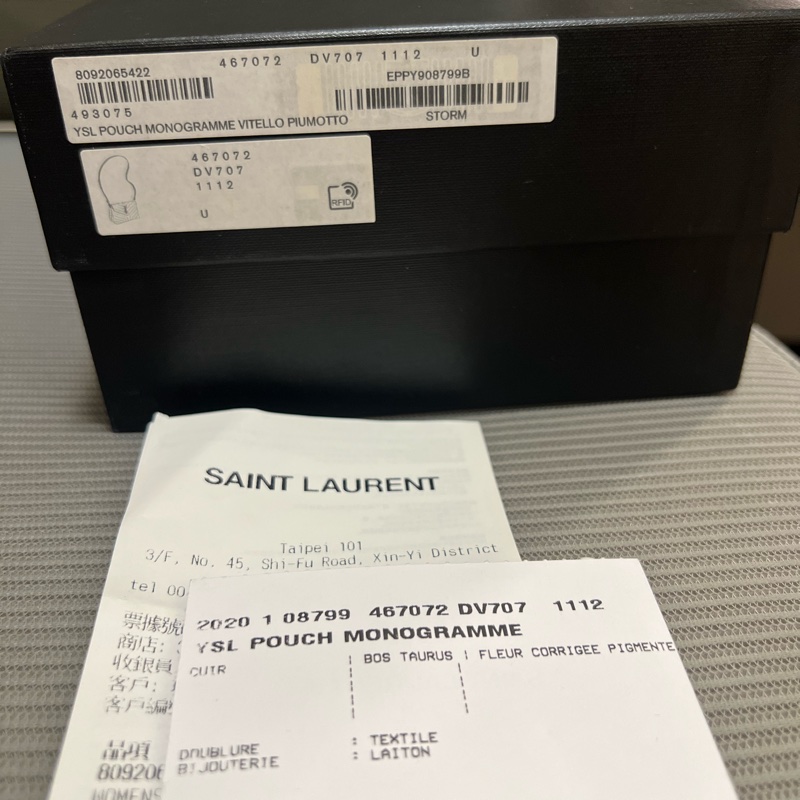 467072 DV707 1112 U
8092065422
EPPY908799B
493075
YSL POUCH MONOGRAMME VITELLO PIUMOTTO
STORM
467072
DV707
1112
U
RFID
SAINT LAURENT
Taipei 101
3/F, No. 45, Shi-Fu Road, Xin-Yi District
tel 00
票據號
商店:
收銀員
客戶:
客戶編
品項
809206
WOMENS
2020 1 08799 467072 DV707 1112
YSL POUCH MONOGRAMME
CUIR | BOS TAURUS | FLEUR CORRIGEE PIGMENTE
DOUBLURE : TEXTILE
BIJOUTERIE : LAITON